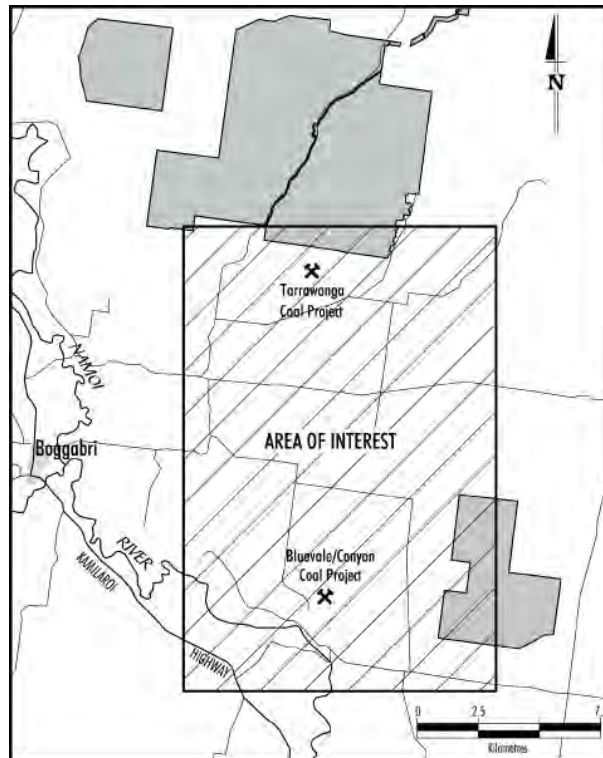 N
Tarrawonga
Coal Project
NAMOI
AREA OF INTEREST
Boggabri
RIVER
Bluevale/Canyon
Coal Project
KAMILAROI
HIGHWAY
0 2.5 7
Kilometres